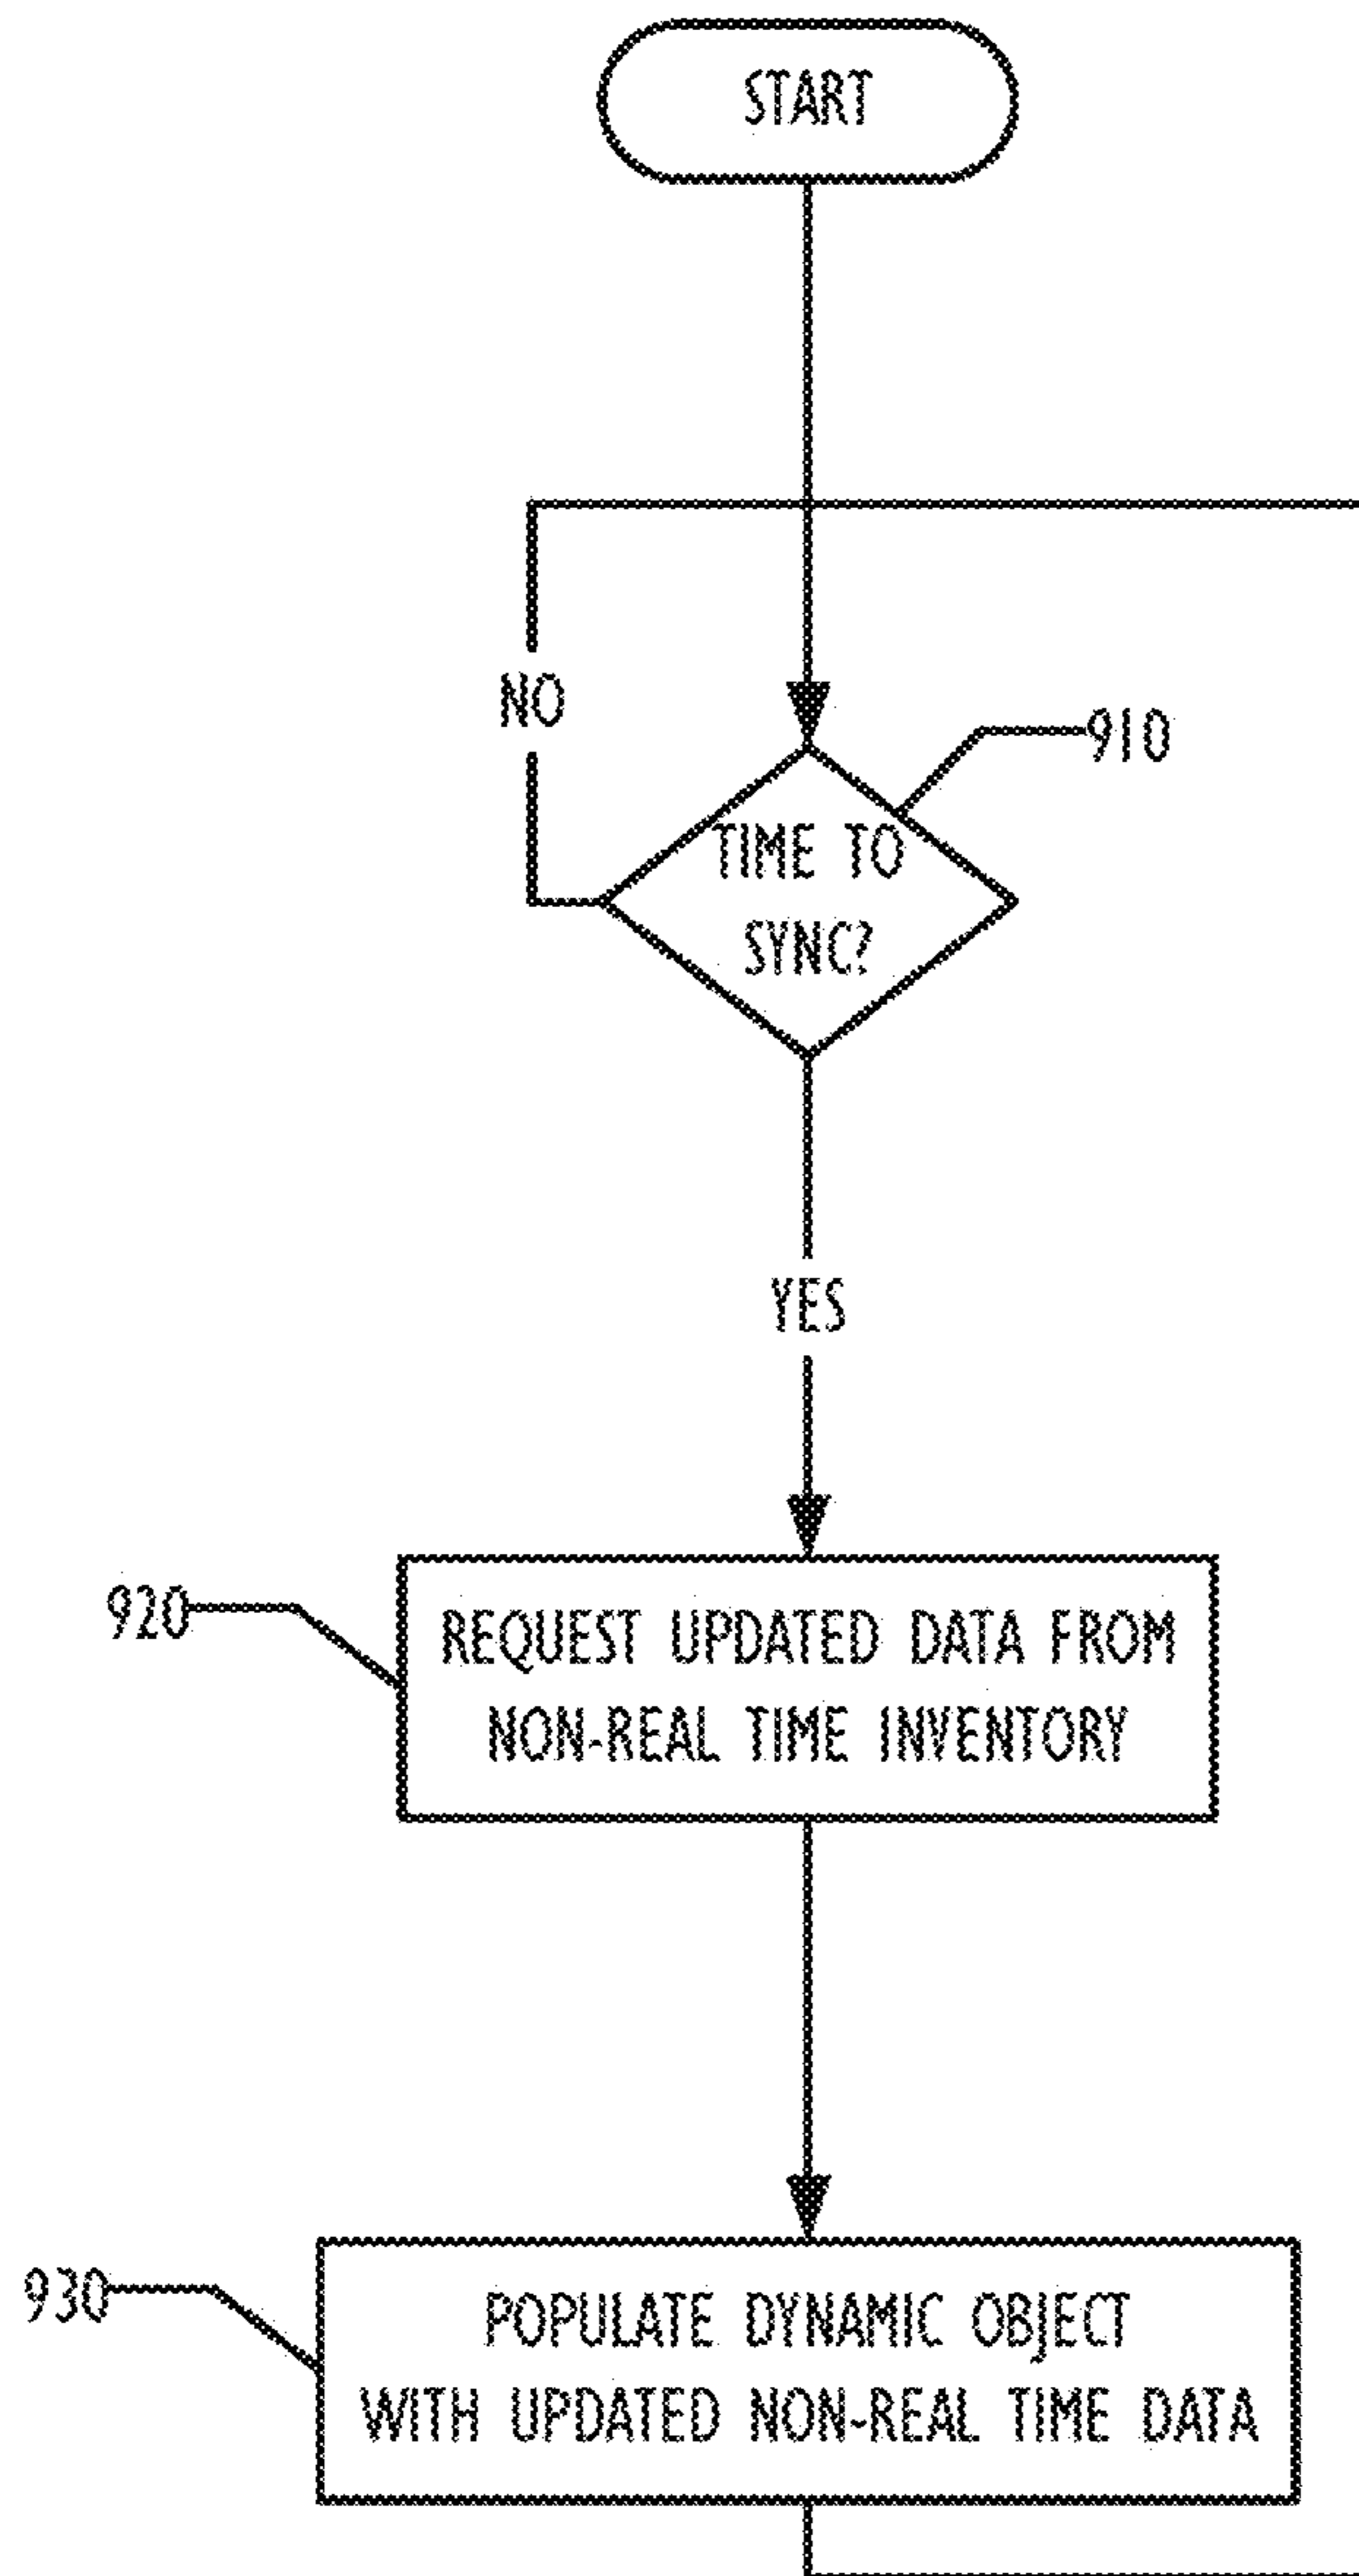 START
NO
910
TIME TO
SYNC?
YES
920
REQUEST UPDATED DATA FROM
NON-REAL TIME INVENTORY
930
POPULATE DYNAMIC OBJECT
WITH UPDATED NON-REAL TIME DATA